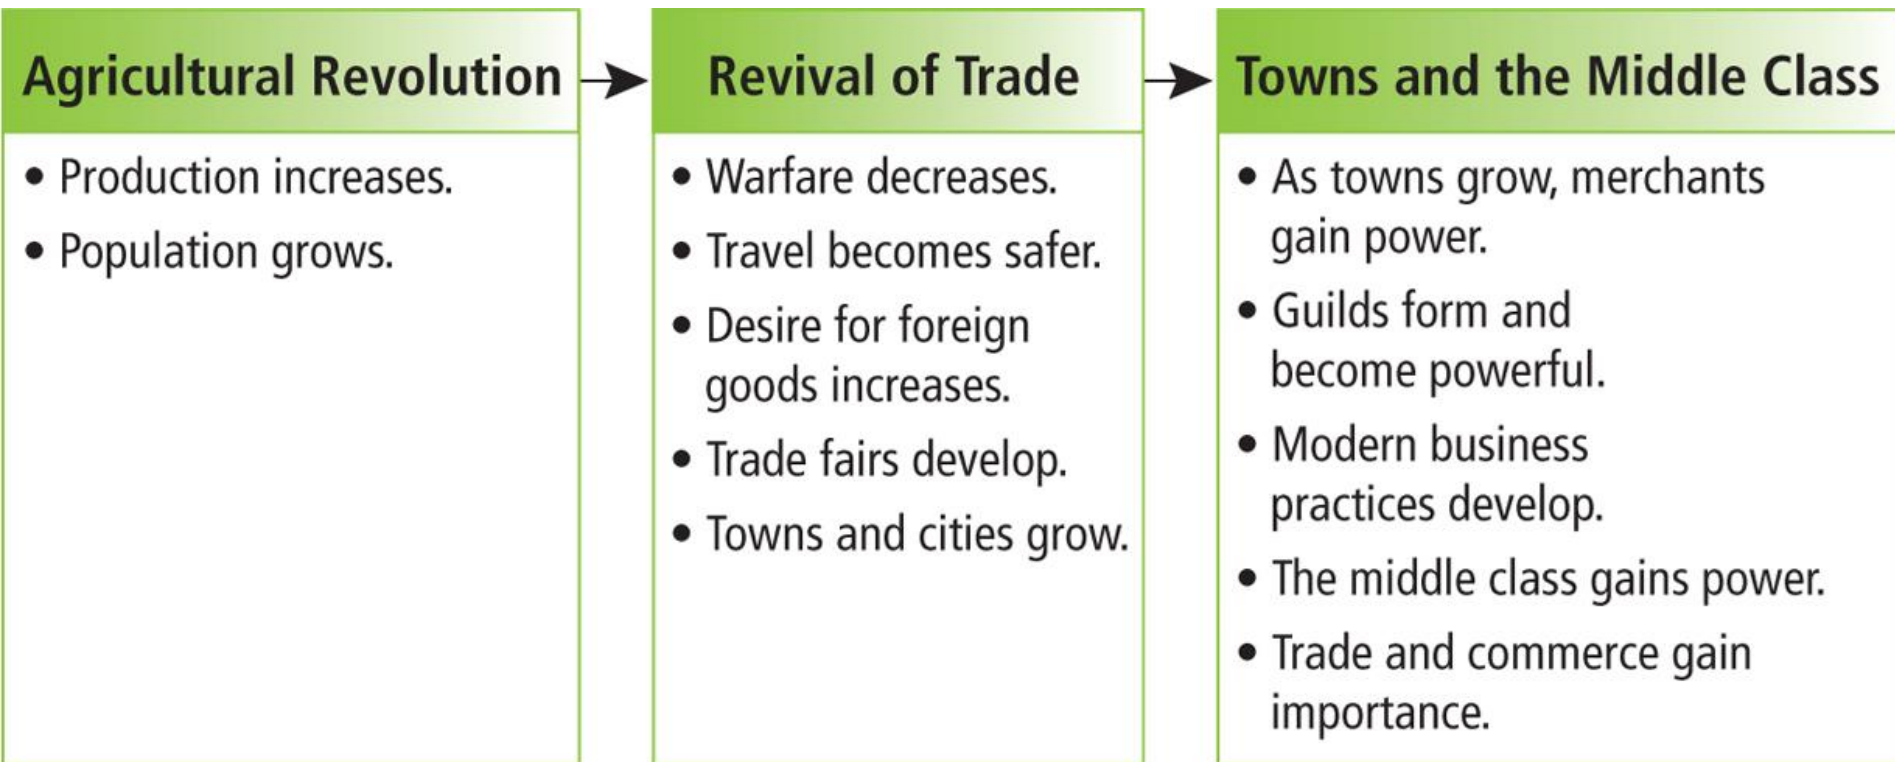 Agricultural Revolution
• Production increases.
• Population grows.
Revival of Trade
• Warfare decreases.
• Travel becomes safer.
• Desire for foreign
goods increases.
• Trade fairs develop.
• Towns and cities grow.
Towns and the Middle Class
• As towns grow, merchants
gain power.
• Guilds form and
become powerful.
• Modern business
practices develop.
• The middle class gains power.
• Trade and commerce gain
importance.